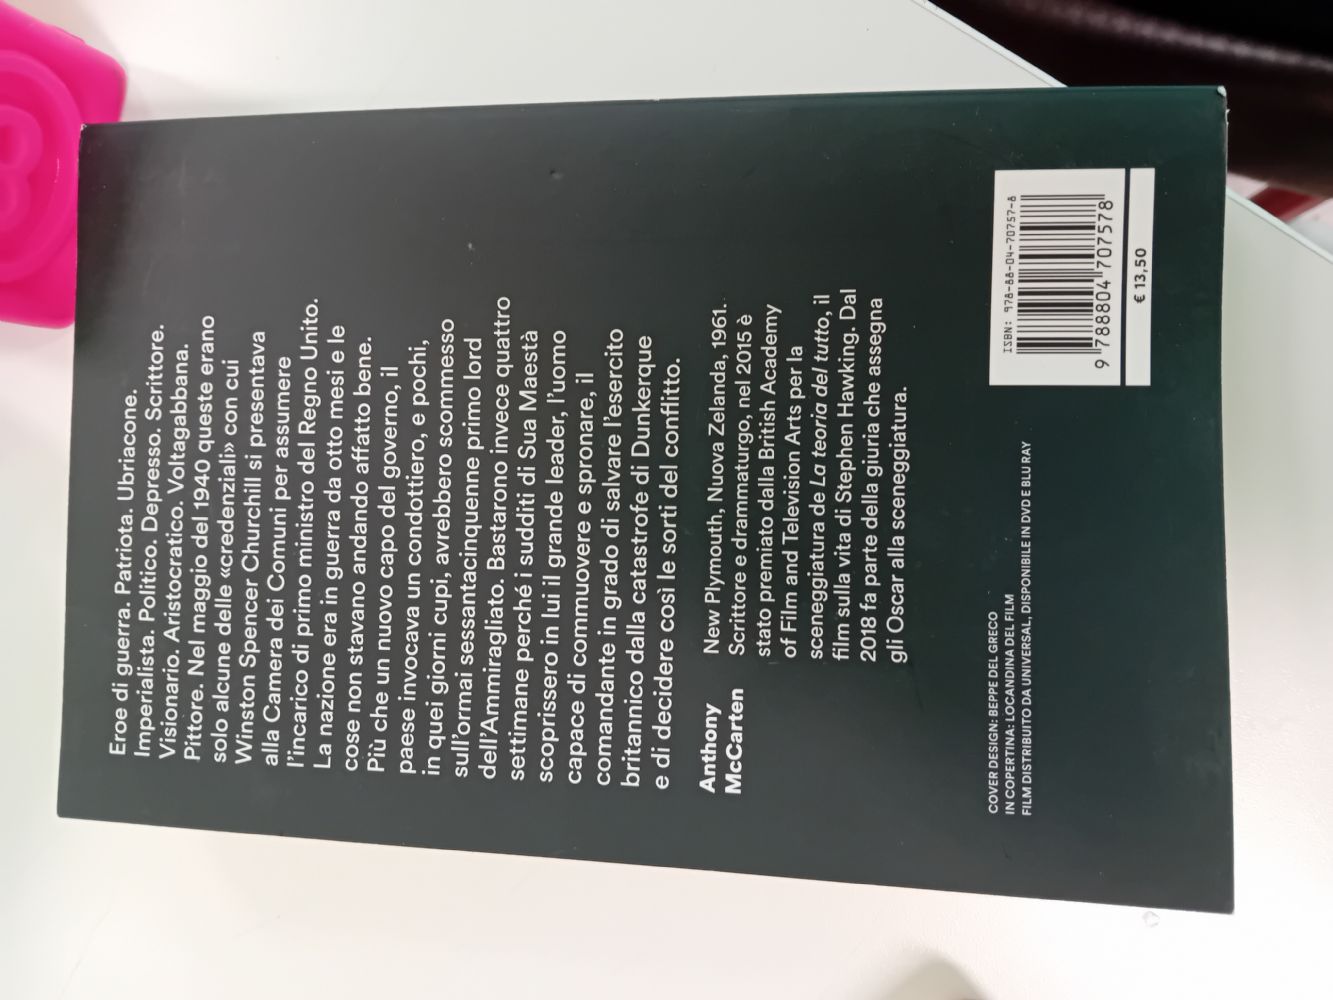 Eroe di guerra. Patriota. Ubriacone.
Imperialista. Politico. Depresso. Scrittore.
Visionario. Aristocratico. Voltagabbana.
Pittore. Nel maggio del 1940 queste erano
solo alcune delle «credenziali» con cui
Winston Spencer Churchill si presentava
alla Camera dei Comuni per assumere
l'incarico di primo ministro del Regno Unito.
La nazione era in guerra da otto mesi e le
cose non stavano andando affatto bene.
Più che un nuovo capo del governo, il
paese invocava un condottiero, e pochi,
in quei giorni cupi, avrebbero scommesso
sull'ormai sessantacinquenne primo lord
dell'Ammiragliato. Bastarono invece quattro
settimane perché i sudditi di Sua Maestà
scoprissero in lui il grande leader, l'uomo
capace di commuovere e spronare, il
comandante in grado di salvare l'esercito
britannico dalla catastrofe di Dunkerque
e di decidere così le sorti del conflitto.
Anthony
McCarten
New Plymouth, Nuova Zelanda, 1961.
Scrittore e drammaturgo, nel 2015 è
stato premiato dalla British Academy
of Film and Television Arts per la
sceneggiatura de La teoria del tutto, il
film sulla vita di Stephen Hawking. Dal
2018 fa parte della giuria che assegna
gli Oscar alla sceneggiatura.
COVER DESIGN: BEPPE DEL GRECO
IN COPERTINA: LOCANDINA DEL FILM
FILM DISTRIBUITO DA UNIVERSAL, DISPONIBILE IN DVD E BLU RAY
ISBN: 978-88-04-70757-8
9 788804 707578
€ 13,50